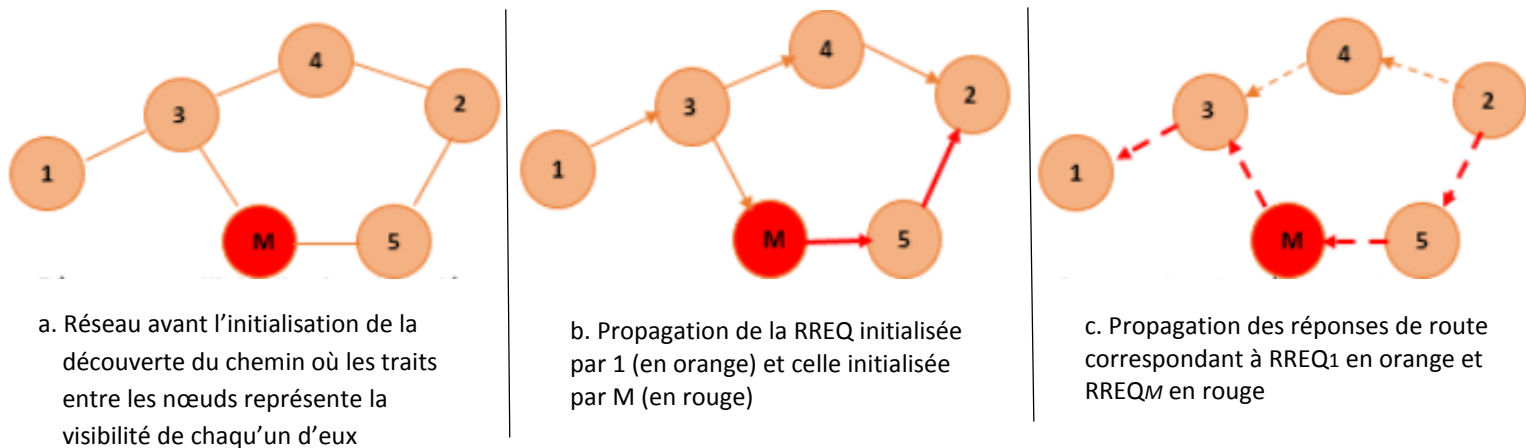 4
3
2
1
M
5
a. Réseau avant l’initialisation de la
découverte du chemin où les traits
entre les nœuds représente la
visibilité de chaqu’un d’eux
4
3
2
1
M
5
b. Propagation de la RREQ initialisée
par 1 (en orange) et celle initialisée
par M (en rouge)
4
3
2
1
M
5
c. Propagation des réponses de route
correspondant à RREQ1 en orange et
RREQM en rouge